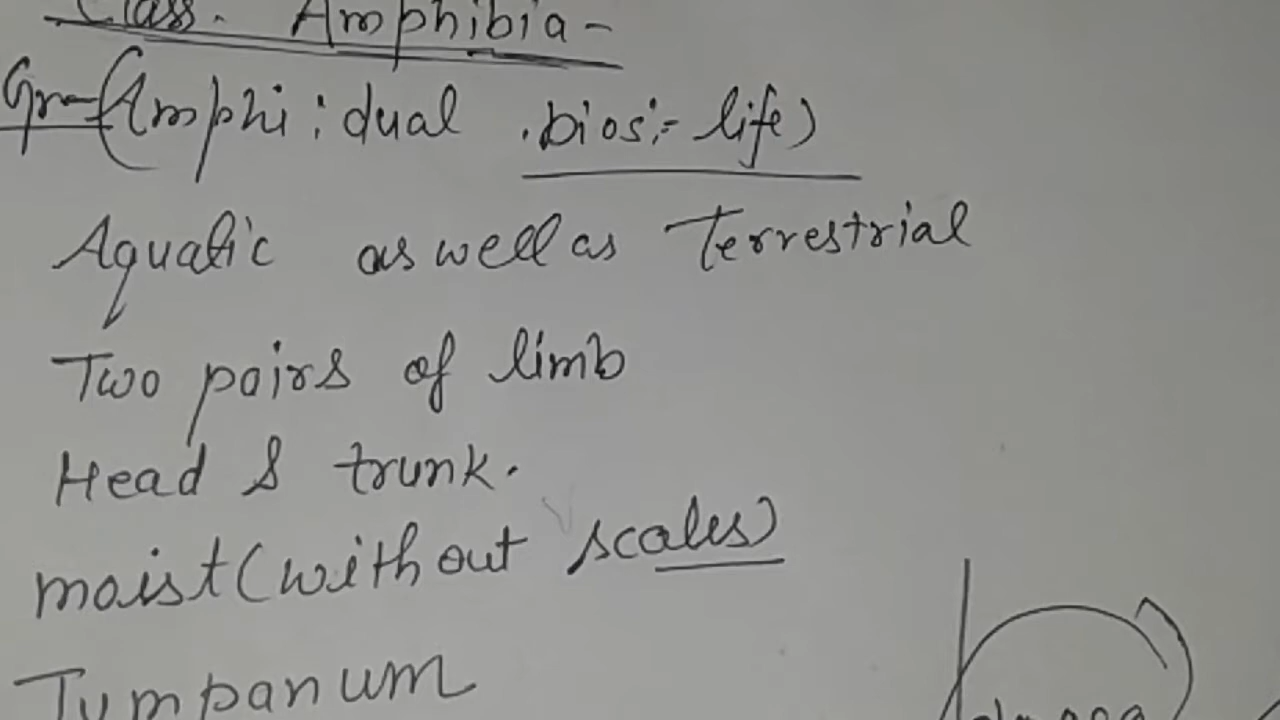 Class. Amphibia -
Gr- (Amphi : dual . bios :- life)
Aquatic as well as Terrestrial
Two pairs of limb
Head & trunk.
moist (without scales)
Tympanum